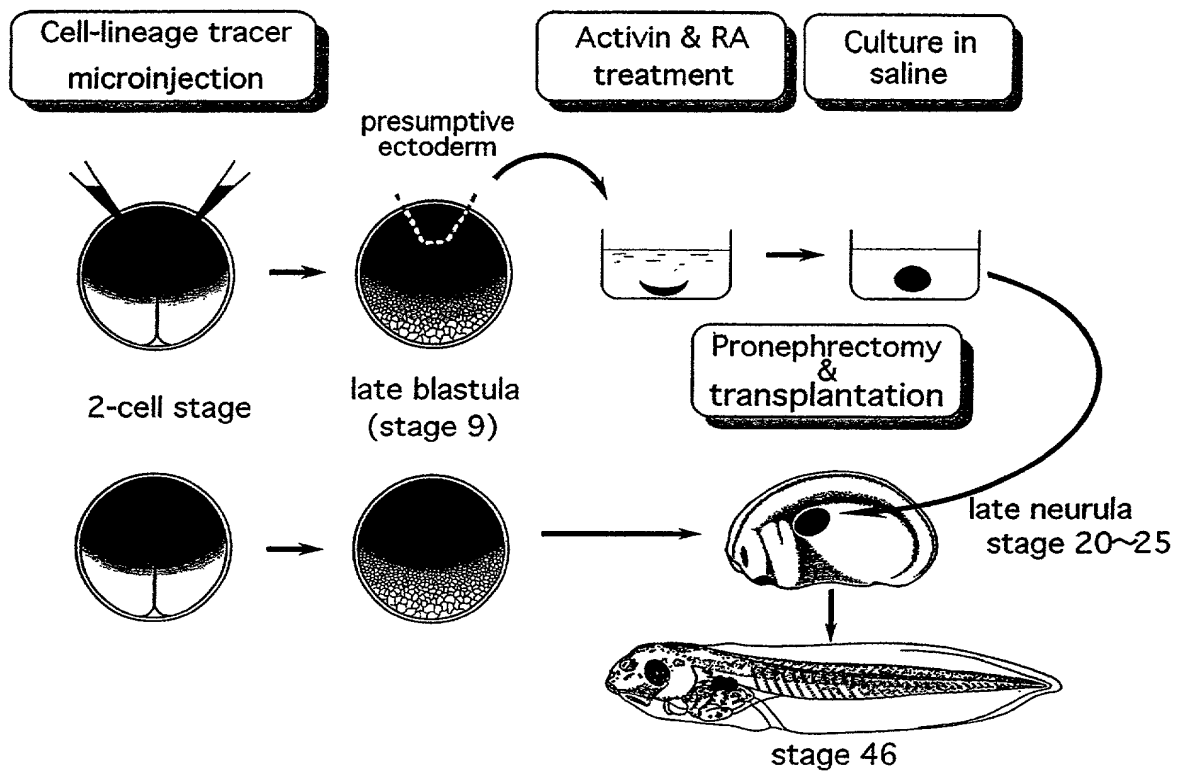 Cell-lineage tracer
microinjection
Activin & RA
treatment
Culture in
saline
presumptive
ectoderm
2-cell stage
late blastula
(stage 9)
Pronephrectomy
&
transplantation
late neurula
stage 20~25
stage 46